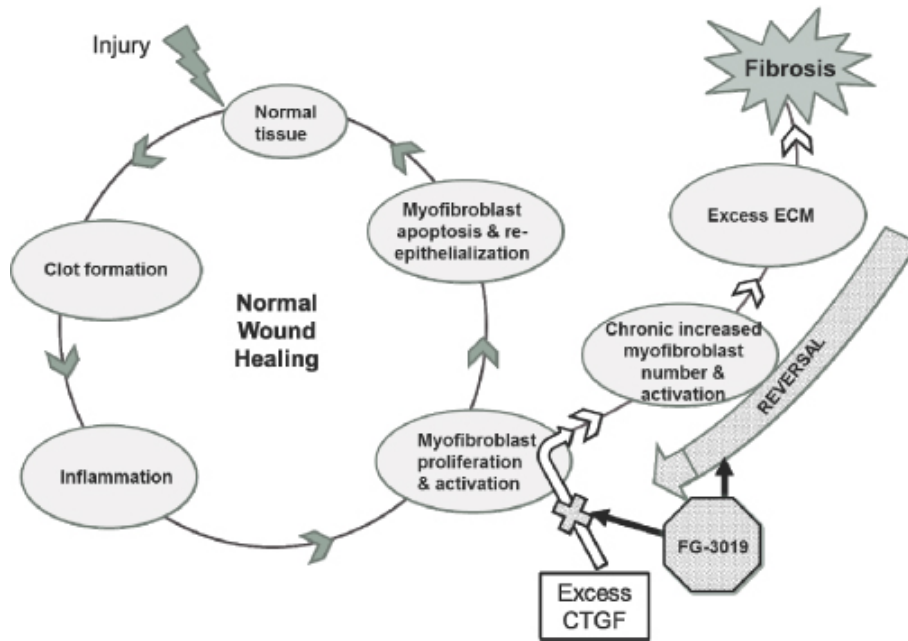 Injury
Normal
tissue
Clot formation
Inflammation
Normal
Wound
Healing
Myofibroblast
apoptosis & re-
epithelialization
Myofibroblast
proliferation
& activation
Chronic increased
myofibroblast
number &
activation
Excess ECM
Fibrosis
REVERSAL
FG-3019
Excess
CTGF